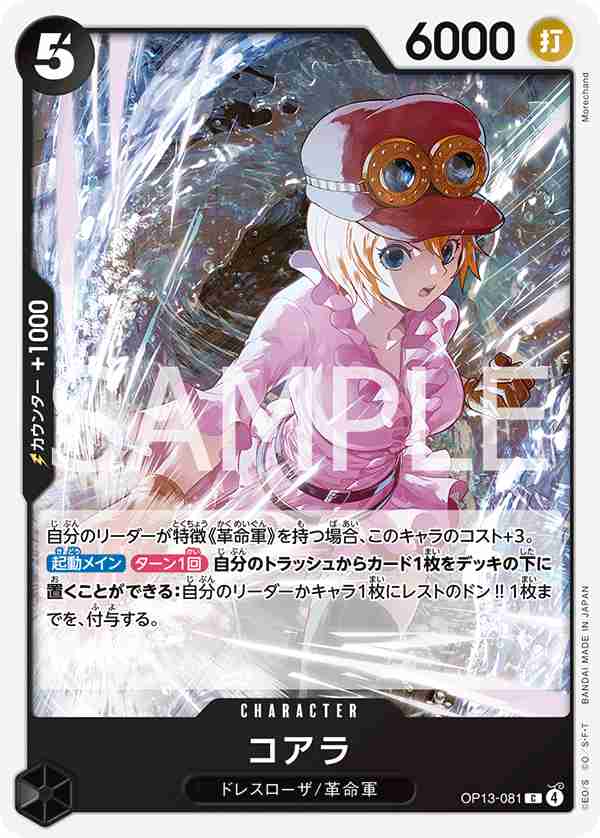 5
6000
打
Morechand
カウンター +1000
SAMPLE
自分のリーダーが特徴《革命軍》を持つ場合、このキャラのコスト+3。
起動メイン ターン1回 自分のトラッシュからカード1枚をデッキの下に
置くことができる：自分のリーダーかキャラ1枚にレストのドン!!1枚ま
でを、付与する。
CHARACTER
コアラ
ドレスローザ/革命軍
OP13-081 C 4
©E.O/S ©O/S・F・T BANDAI MADE IN JAPAN